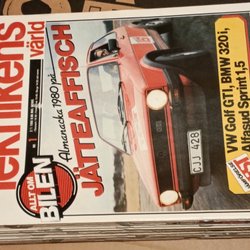 Teknikens
värld
ALLT OM
BILEN
Almanacka 1980 på
JÄTTEAFFISCH
VW Golf GTI, BMW 320i,
Alfasud Sprint 1,5
CJJ 428